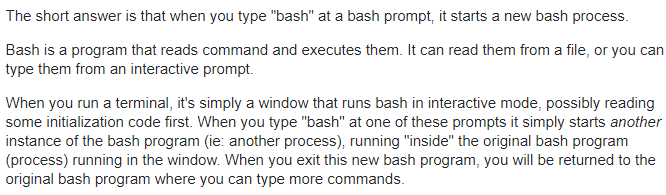 The short answer is that when you type "bash" at a bash prompt, it starts a new bash process.
Bash is a program that reads command and executes them. It can read them from a file, or you can
type them from an interactive prompt.
When you run a terminal, it's simply a window that runs bash in interactive mode, possibly reading
some initialization code first. When you type "bash" at one of these prompts it simply starts another
instance of the bash program (ie: another process), running "inside" the original bash program
(process) running in the window. When you exit this new bash program, you will be returned to the
original bash program where you can type more commands.